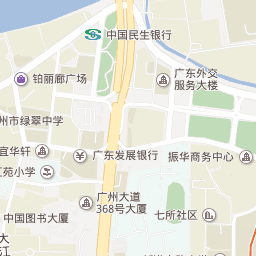 中国民生银行
铂丽廊广场
广东外交
服务大楼
州市绿翠中学
宜华轩
广东发展银行
振华商务中心
江苑小学
广州大道
368号大厦
中国图书大厦
七所社区
大
江